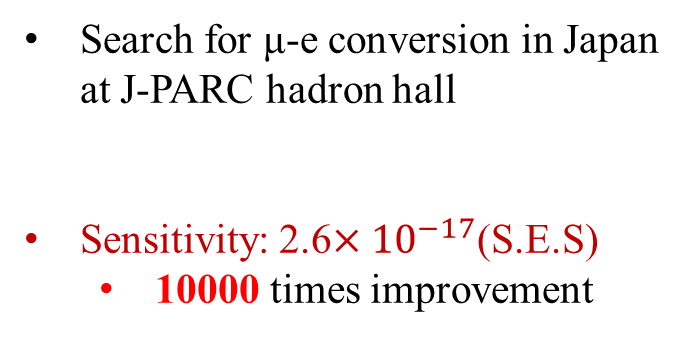 • Search for μ-e conversion in Japan
at J-PARC hadron hall
• Sensitivity: 2.6× 10⁻¹⁷(S.E.S)
• 10000 times improvement